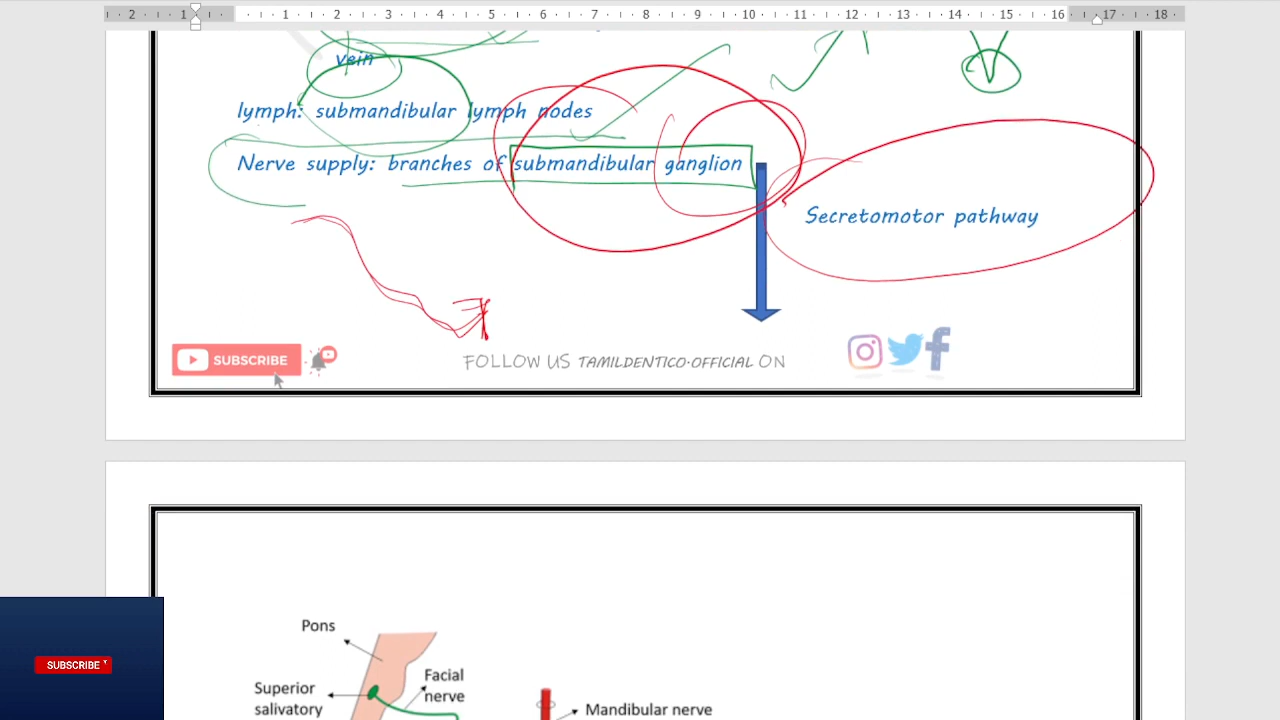 2 1 1 2 3 4 5 6 7 8 9 10 11 12 13 14 15 16 17 18
vein
lymph: submandibular lymph nodes
Nerve supply: branches of submandibular ganglion
Secretomotor pathway
SUBSCRIBE
FOLLOW US TAMILDENTICO.OFFICIAL ON
Pons
Facial
nerve
Superior
salivatory
Mandibular nerve
SUBSCRIBE